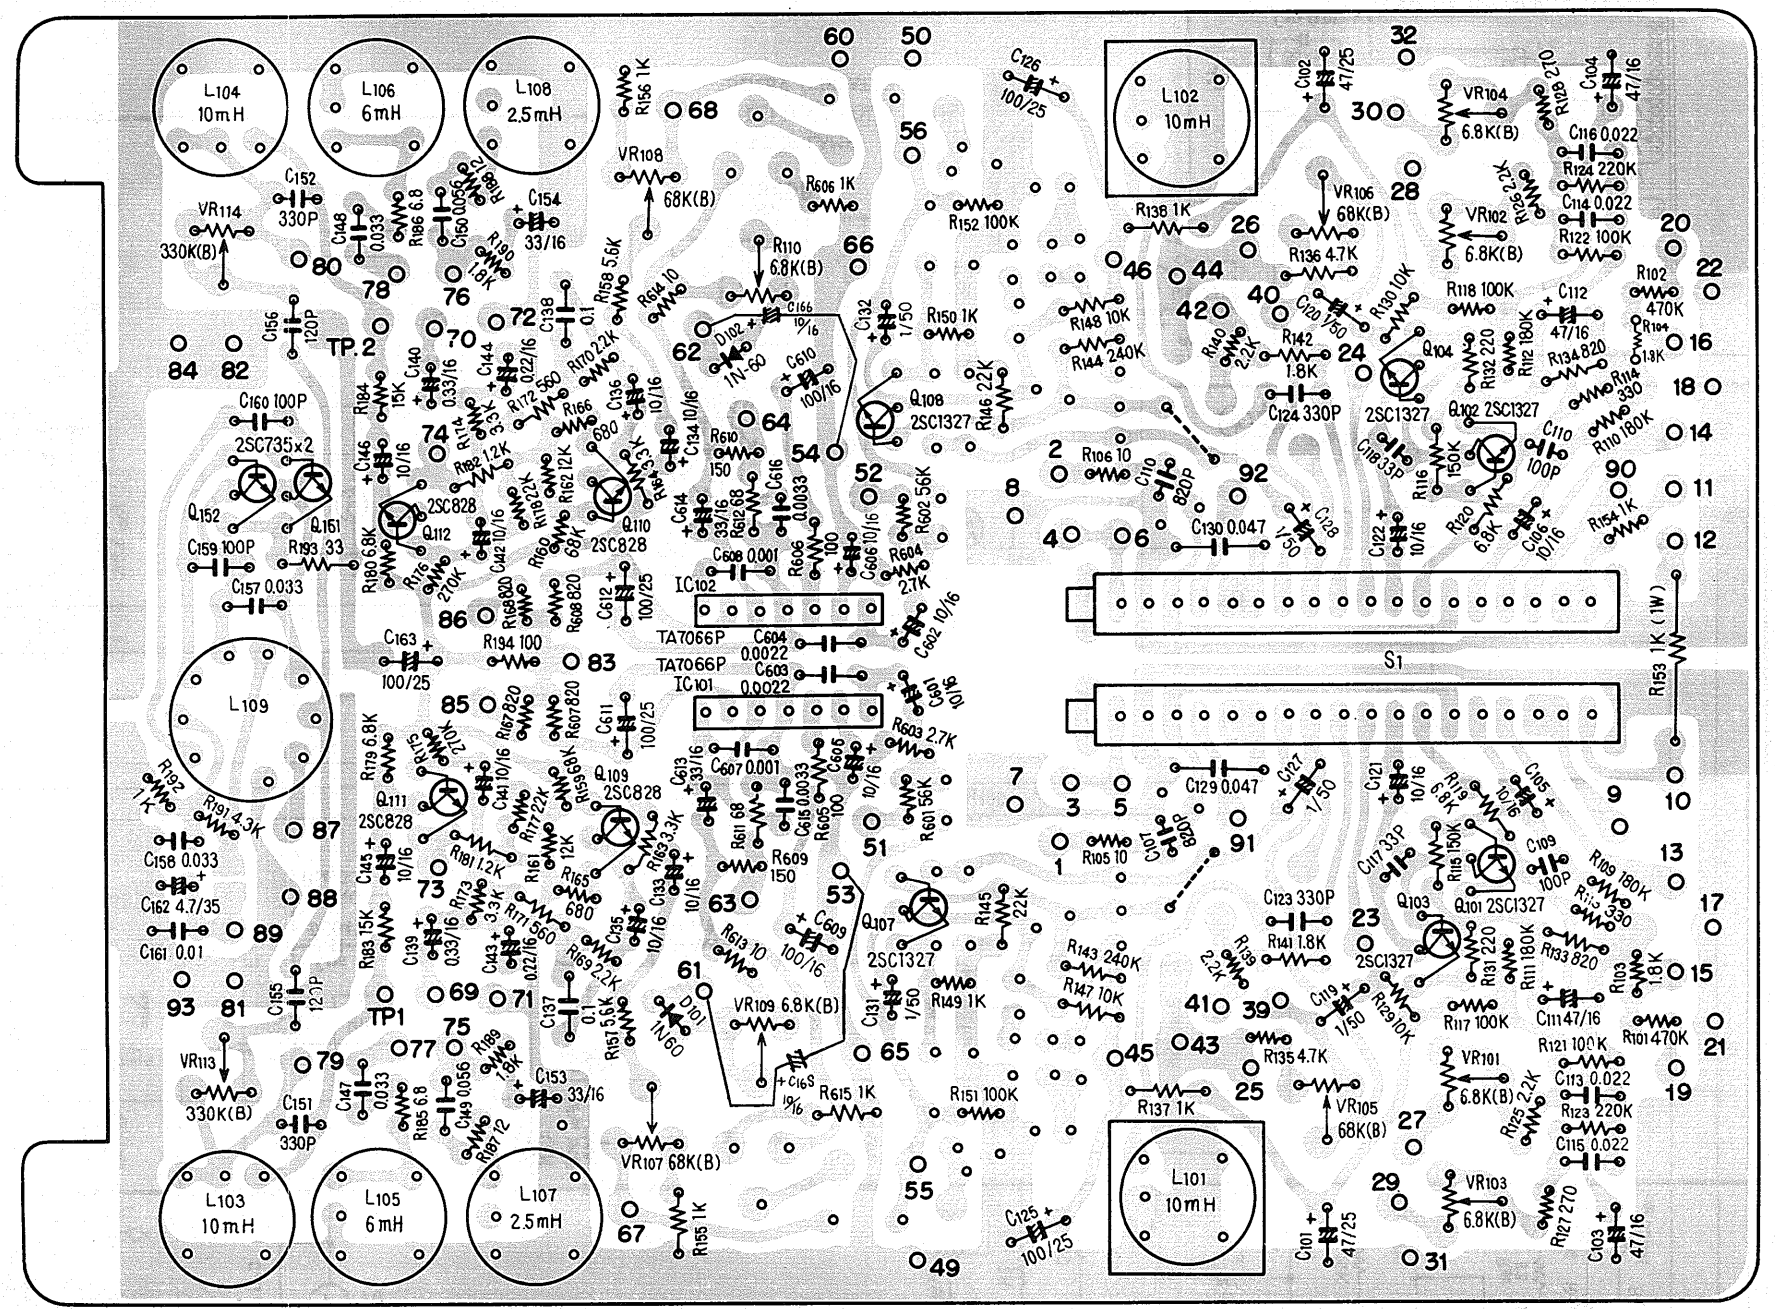 L104
10mH
L106
6mH
L108
2.5mH
R156 1K
68
60
50
56
C126
100/25
L102
10mH
C102
47/25
32
30
28
VR104
6.8K(B)
R128 270
C104
47/16
C116 0.022
R124 220K
C114 0.022
R122 100K
R126 2.2K
VR102
6.8K(B)
20
22
C152
330P
VR114
330K(B)
C148
0.033
R186 6.8
C150 0.056
R188 12
C154
33/16
R190
1.8K
VR108
68K(B)
R606 1K
R152 100K
R138 1K
VR106
68K(B)
R136 4.7K
26
46
44
42
40
80
78
76
72
70
C138
0.1
R158 5.6K
R614 10
R110
6.8K(B)
66
C166
10/16
C132
1/50
R150 1K
R148 10K
R144 240K
R140
2.2K
C120 1/50
R142
1.8K
24
R130 10K
R118 100K
C112
47/16
R102
470K
R104
1.8K
16
18
C156
120P
TP.2
84
82
C140
0.33/16
C144
0.22/16
R170 2.2K
62
D102
1N-60
C610
100/16
Q104
2SC1327
R132 220
R112 180K
R134 820
R114
330
R110 180K
14
C160 100P
2SC735x2
R184
15K
74
R174
3.3K
R172 560
R166
680
C136
10/16
C134 10/16
64
54
Q108
2SC1327
R146 22K
C124 330P
Q102 2SC1327
C110
100P
C118 33P
R116
150K
Q152
Q151
C146
10/16
R182 1.2K
2SC828
Q112
R162 12K
R164 3.3K
Q110
2SC828
R610
150
C614
33/16
R612 68
C616
0.0033
52
R602 56K
2
8
4
6
R106 10
C110
820P
92
C128
1/50
R120
6.8K
C106
10/16
90
11
R154 1K
12
C159 100P
R193 33
C157 0.033
R180 6.8K
R176
270K
C142 10/16
R160
68K
R168 820
R608 820
C612
100/25
C608 0.001
R606
100
C606 10/16
R604
2.7K
C130 0.047
C122
10/16
86
R194 100
83
C163
100/25
IC102
TA7066P
C604
0.0022
TA7066P
C603
0.0022
IC101
C602 10/16
C601
10/16
S1
R153 1K (1W)
L109
85
R167 820
R607 820
C611
100/25
R603 2.7K
R192
1K
R191 4.3K
R179 6.8K
R175
270K
Q111
2SC828
C141 10/16
R177 22K
R159 68K
Q109
2SC828
C613
33/16
C607 0.001
R611 68
C615 0.0033
R605
100
10/16
R601 56K
7
3
5
1
C129 0.047
C127
1/50
C121
10/16
R119
6.8K
C105
10/16
9
10
87
C158 0.033
C162 4.7/35
C161 0.01
88
89
C145
10/16
73
R181 1.2K
R161
12K
R163 3.3K
C133
10/16
R609
150
51
53
63
R105 10
C107
820P
91
C117 33P
R115 150K
C109
100P
Q101 2SC1327
R109 180K
330
13
17
R183 15K
C139
0.33/16
R173
3.3K
C143
0.22/16
R171 560
R165
680
R169 2.2K
C135
10/16
R613 10
C609
100/16
Q107
2SC1327
R145
22K
C123 330P
R141 1.8K
23
Q103
2SC1327
R131 220
R111 180K
R133 820
R103
1.8K
15
93
81
C155
120P
TP1
69
71
C137
0.1
R157 5.6K
61
D101
1N60
VR109 6.8K(B)
C131
1/50
R149 1K
R143 240K
R147 10K
R139
2.2K
41
39
C119
1/50
R129 10K
R117 100K
C111 47/16
R101 470K
21
75
77
79
VR113
330K(B)
C147
0.033
C151
330P
R185 6.8
C149 0.056
R189
1.8K
R187 12
C153
33/16
VR107 68K(B)
10/16
R615 1K
65
R151 100K
45
43
R135 4.7K
25
R137 1K
VR105
68K(B)
27
VR101
6.8K(B)
R121 100K
C113 0.022
R123 220K
C115 0.022
R125 2.2K
19
L103
10mH
L105
6mH
L107
2.5mH
67
R155 1K
55
49
C125
100/25
L101
10mH
C101
47/25
29
31
VR103
6.8K(B)
R127 270
C103
47/16